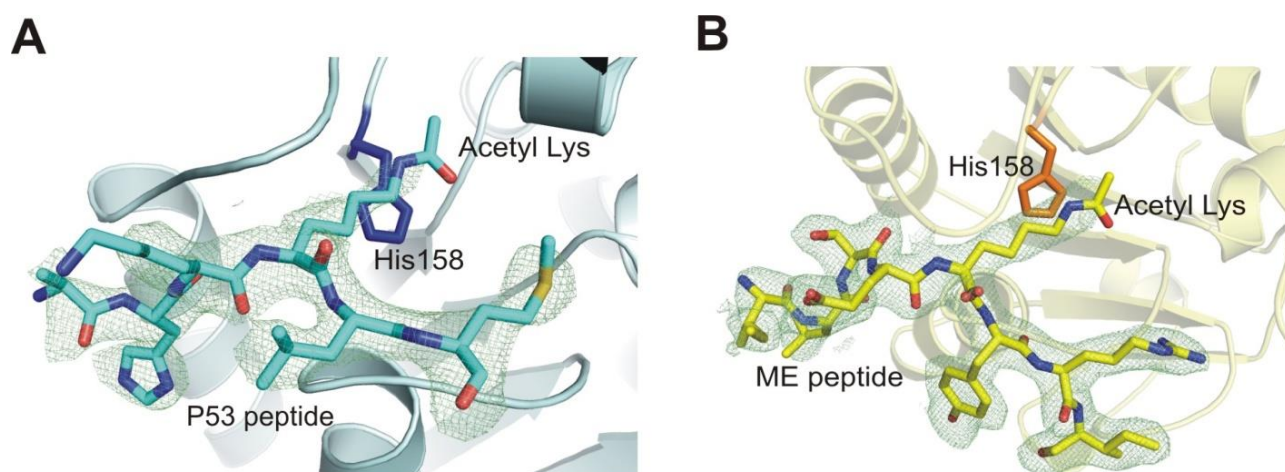 A
Acetyl Lys
His158
P53 peptide
B
His158
Acetyl Lys
ME peptide